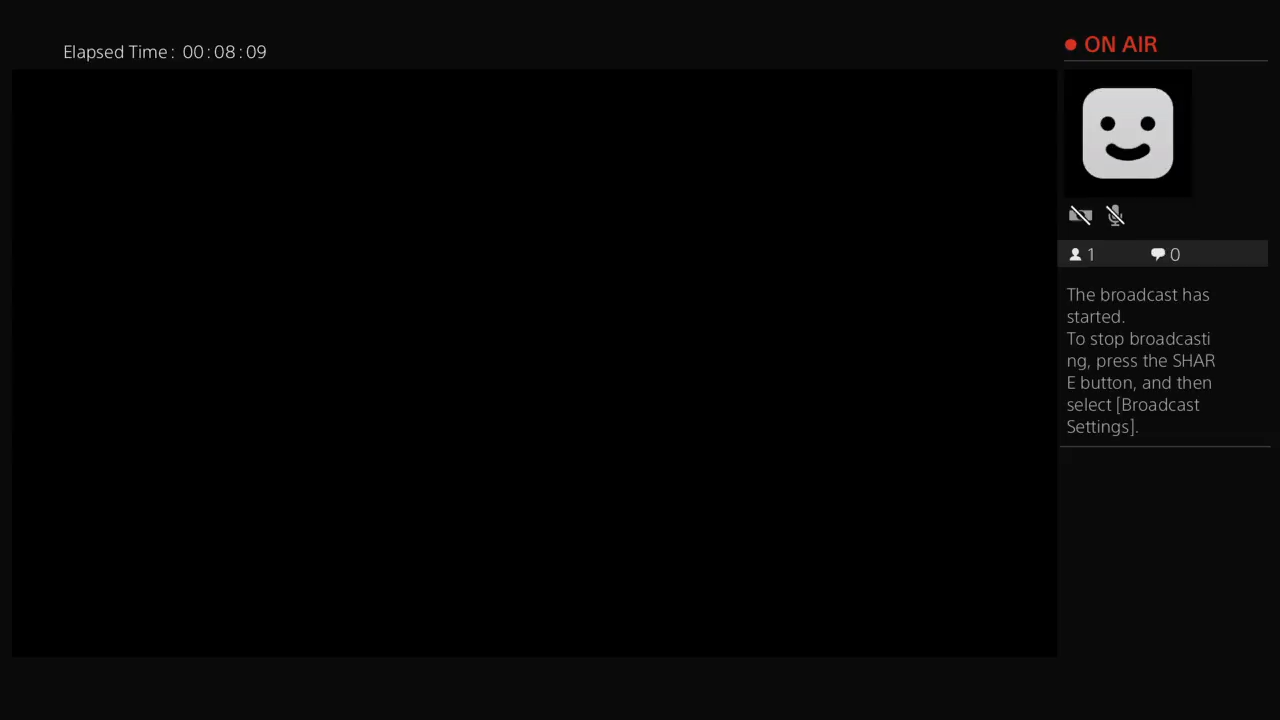 Elapsed Time: 00:08:09
ON AIR
1
0
The broadcast has
started.
To stop broadcasti
ng, press the SHAR
E button, and then
select [Broadcast
Settings].